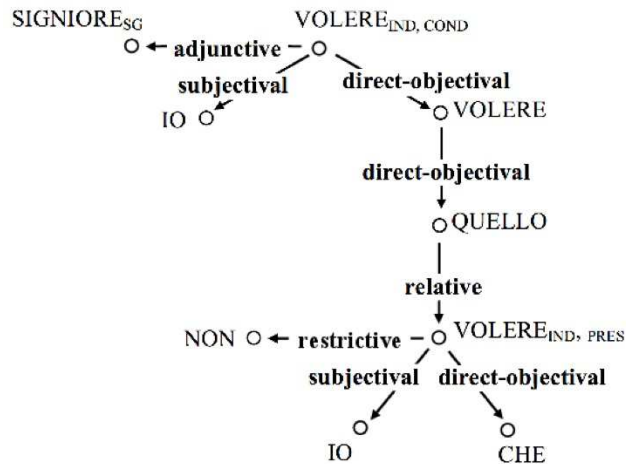 SIGNIORESG VOLEREIND, COND
adjunctive
subjectival direct-objectival
IO VOLERE
direct-objectival
QUELLO
relative
NON restrictive VOLEREIND, PRES
subjectival direct-objectival
IO CHE